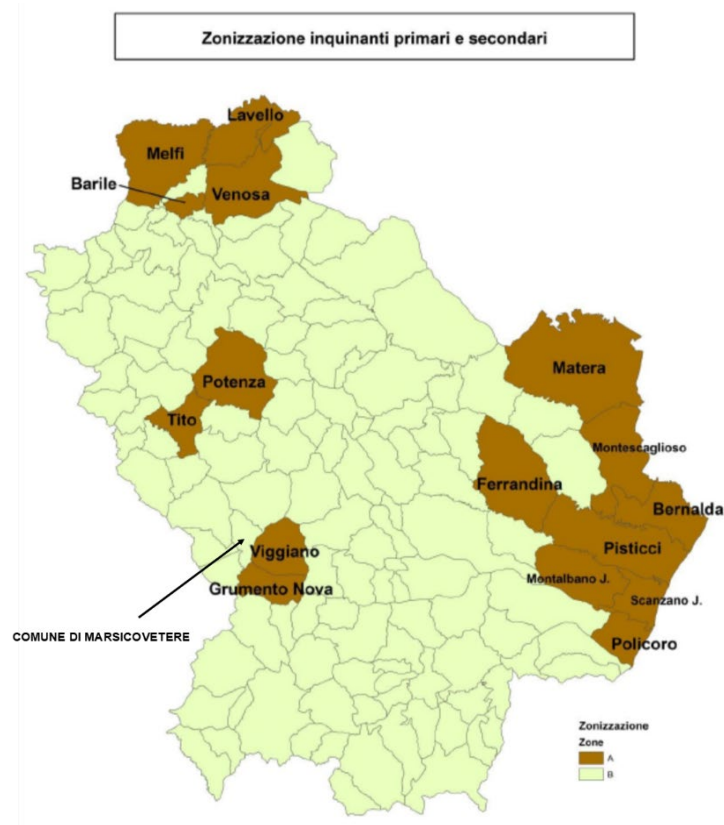 Zonizzazione inquinanti primari e secondari
Lavello
Melfi
Barile
Venosa
Matera
Potenza
Tito
Montescaglioso
Ferrandina
Bernalda
Viggiano
Pisticci
Montalbano J.
Grumento Nova
Scanzano J.
COMUNE DI MARSICOVETERE
Policoro
Zonizzazione
Zone
A
B